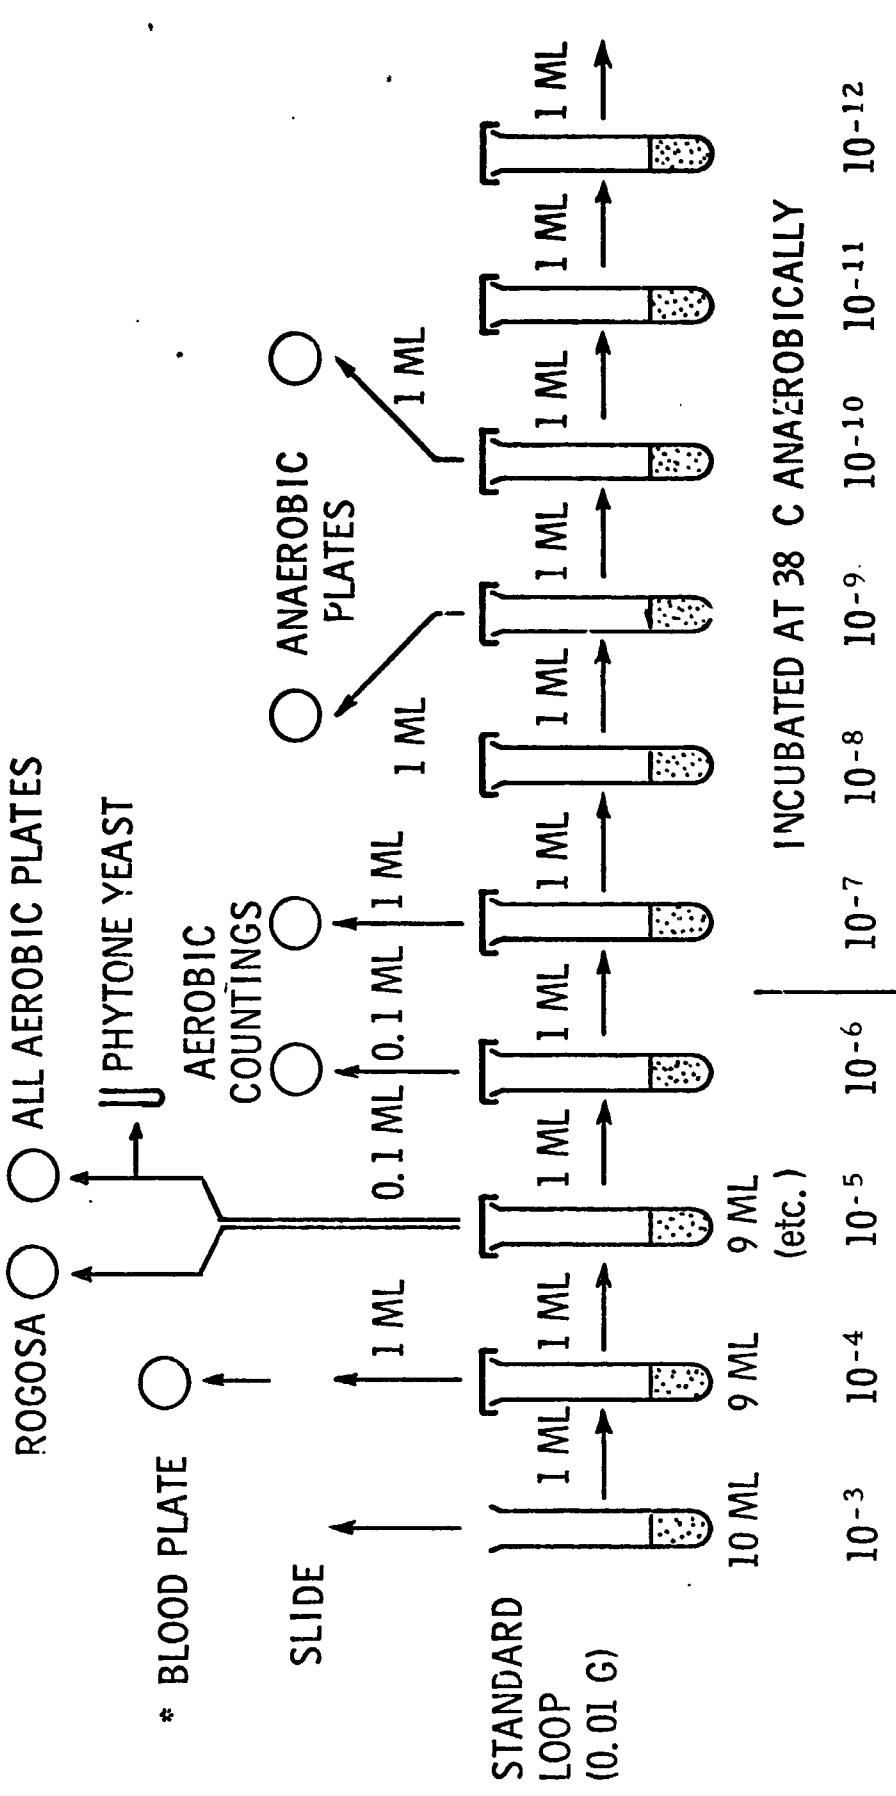 ROGOSA
ALL AEROBIC PLATES
PHYTONE YEAST
* BLOOD PLATE
AEROBIC
COUNTINGS
ANAEROBIC
PLATES
SLIDE
1 ML
0.1 ML
0.1 ML
1 ML
1 ML
1 ML
STANDARD
LOOP
(0.01 G)
1 ML
1 ML
1 ML
1 ML
1 ML
1 ML
1 ML
1 ML
1 ML
1 ML
10 ML
9 ML
9 ML
(etc.)
INCUBATED AT 38 C ANAEROBICALLY
10-3
10-4
10-5
10-6
10-7
10-8
10-9
10-10
10-11
10-12